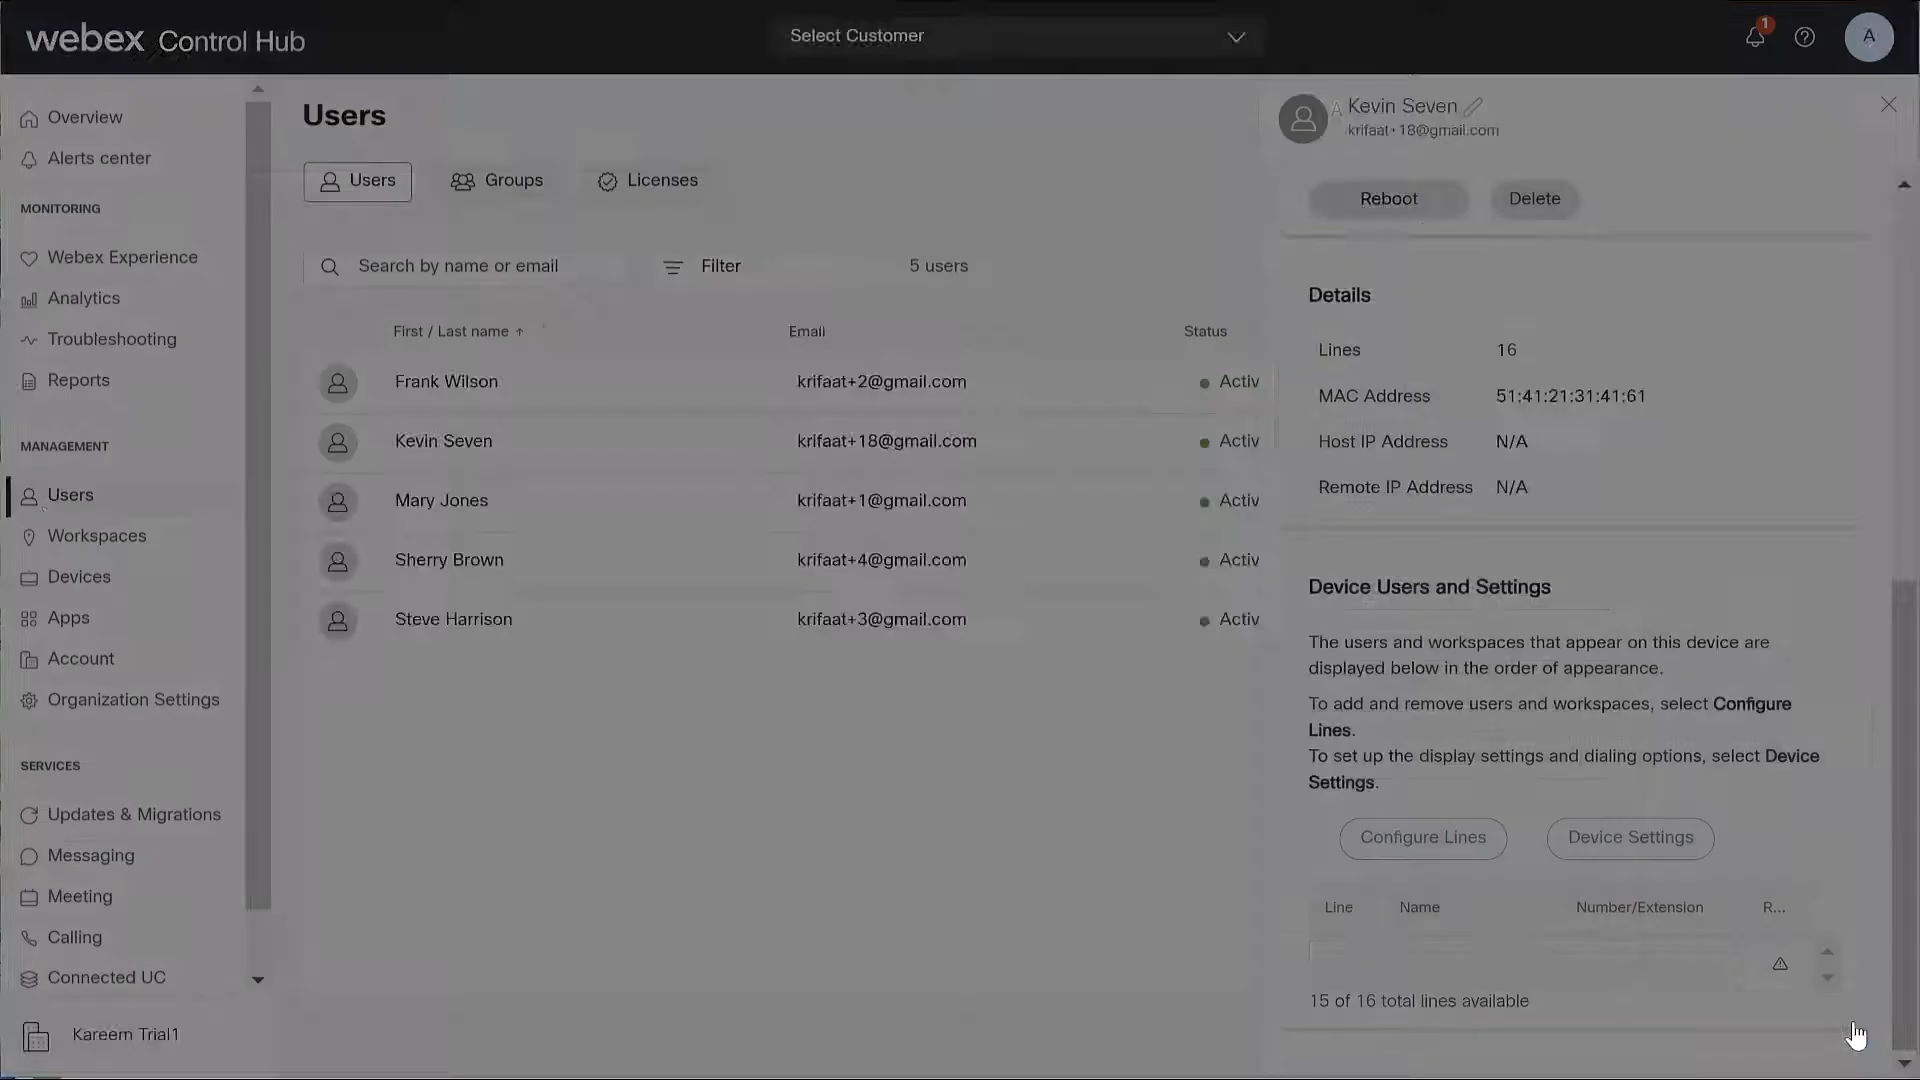 webex Control Hub
Select Customer
1
A
Overview
Alerts center
MONITORING
Webex Experience
Analytics
Troubleshooting
Reports
MANAGEMENT
Users
Workspaces
Devices
Apps
Account
Organization Settings
SERVICES
Updates & Migrations
Messaging
Meeting
Calling
Connected UC
Kareem Trial1
Users
Users Groups Licenses
Search by name or email Filter 5 users
First / Last name ↑ Email Status
Frank Wilson krifaat+2@gmail.com Activ
Kevin Seven krifaat+18@gmail.com Activ
Mary Jones krifaat+1@gmail.com Activ
Sherry Brown krifaat+4@gmail.com Activ
Steve Harrison krifaat+3@gmail.com Activ
Kevin Seven
krifaat+18@gmail.com
Reboot Delete
Details
Lines 16
MAC Address 51:41:21:31:41:61
Host IP Address N/A
Remote IP Address N/A
Device Users and Settings
The users and workspaces that appear on this device are
displayed below in the order of appearance.
To add and remove users and workspaces, select Configure
Lines.
To set up the display settings and dialing options, select Device
Settings.
Configure Lines Device Settings
Line Name Number/Extension R...
15 of 16 total lines available